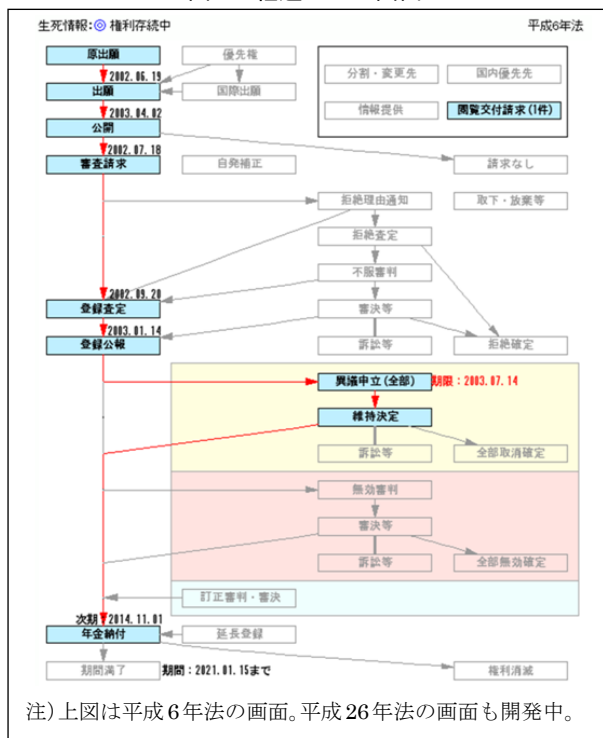 生死情報:◎ 権利存続中 平成6年法
原出願 優先権
分割・変更先 国内優先先
2002.06.19
出願 国際出願
2003.04.02
情報提供 閲覧交付請求(1件)
公開
2002.07.18
審査請求 自発補正 請求なし
拒絶理由通知 取下・放棄等
拒絶査定
不服審判
2002.09.20
登録査定 審決等
2003.01.14
登録公報 訴訟等 拒絶確定
異議申立(全部) 期限:2003.07.14
維持決定
訴訟等 全部取消確定
無効審判
審決等
訴訟等 全部無効確定
訂正審判・審決
次期 2014.11.01
年金納付 延長登録
期間満了 期間:2021.01.15まで 権利消滅
注)上図は平成6年法の画面。平成26年法の画面も開発中。